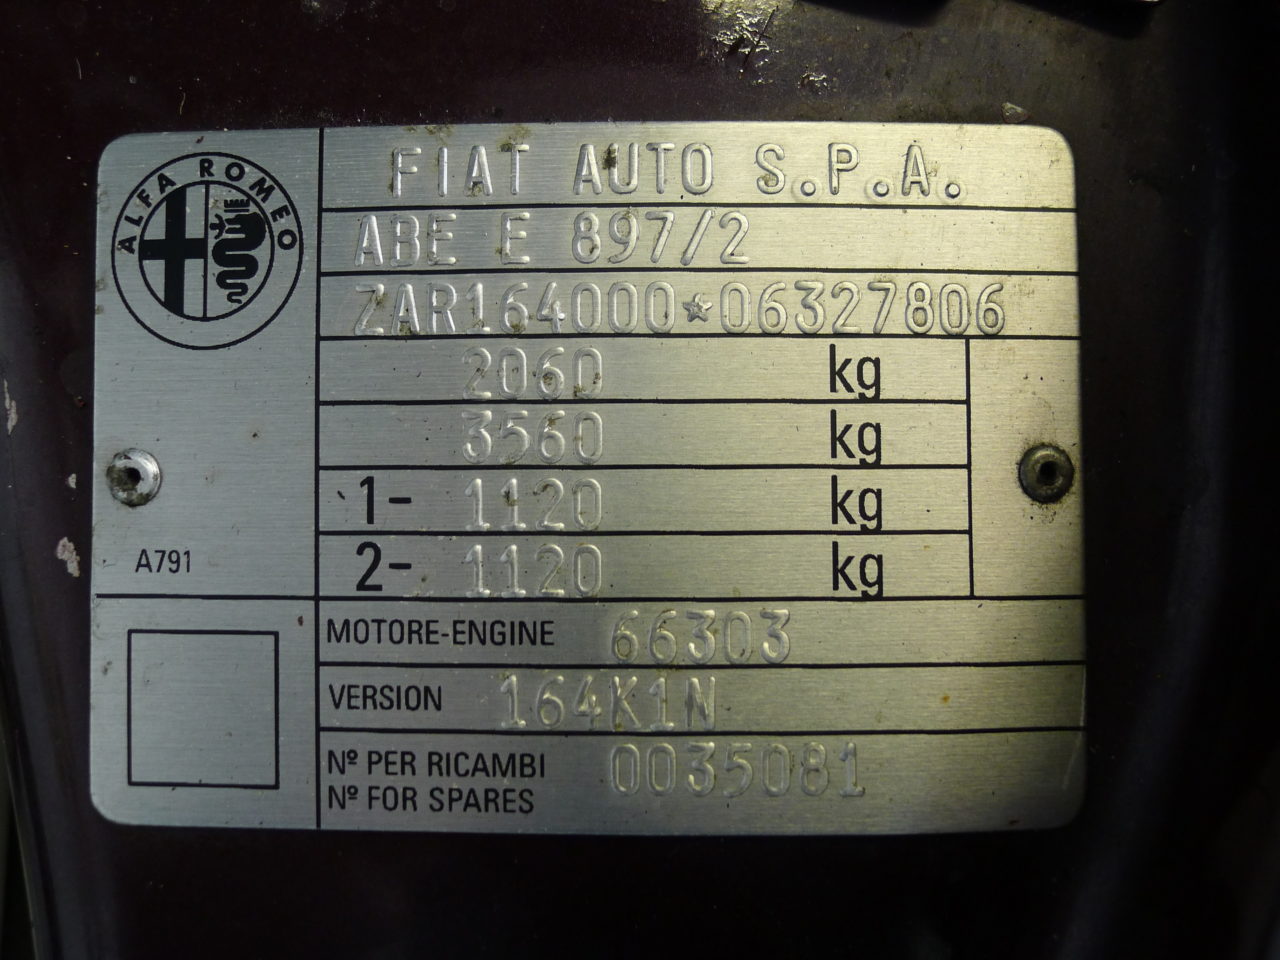 ALFA ROMEO
FIAT AUTO S.P.A.
ABE E 897/2
ZAR164000*06327806
2060 kg
3560 kg
1- 1120 kg
2- 1120 kg
A791
MOTORE-ENGINE 66303
VERSION 164K1N
Nº PER RICAMBI 0035081
Nº FOR SPARES